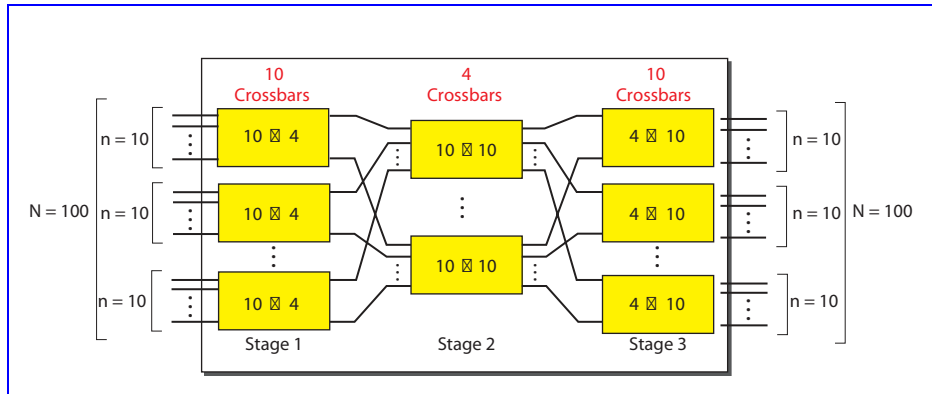 10
Crossbars
4
Crossbars
10
Crossbars
N = 100
n = 10
n = 10
n = 10
10 ☒ 4
10 ☒ 4
10 ☒ 4
10 ☒ 10
10 ☒ 10
4 ☒ 10
4 ☒ 10
4 ☒ 10
n = 10
n = 10
n = 10
N = 100
Stage 1
Stage 2
Stage 3